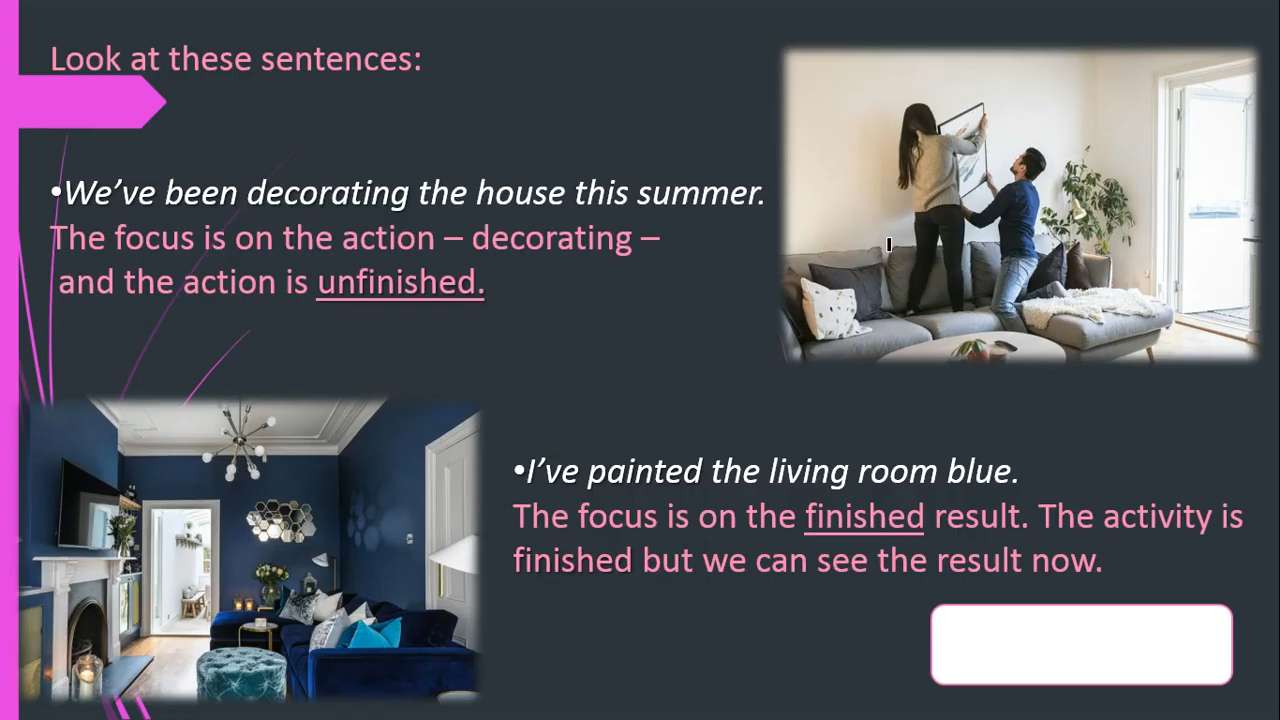 Look at these sentences:
•We’ve been decorating the house this summer.
The focus is on the action – decorating –
and the action is unfinished.
•I’ve painted the living room blue.
The focus is on the finished result. The activity is
finished but we can see the result now.